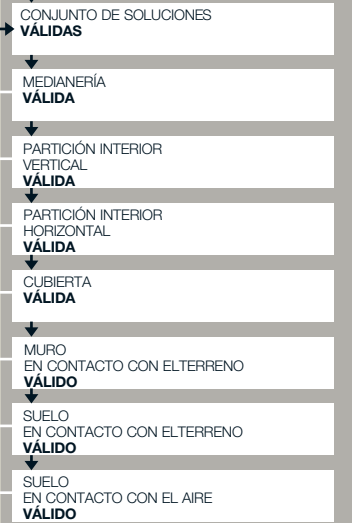 CONJUNTO DE SOLUCIONES
VÁLIDAS
MEDIANERÍA
VÁLIDA
PARTICIÓN INTERIOR
VERTICAL
VÁLIDA
PARTICIÓN INTERIOR
HORIZONTAL
VÁLIDA
CUBIERTA
VÁLIDA
MURO
EN CONTACTO CON ELTERRENO
VÁLIDO
SUELO
EN CONTACTO CON ELTERRENO
VÁLIDO
SUELO
EN CONTACTO CON EL AIRE
VÁLIDO